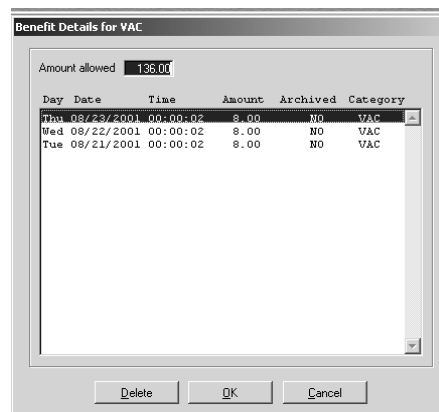 Benefit Details for VAC
Amount allowed 136.00
Day Date Time Amount Archived Category
Thu 08/23/2001 00:00:02 8.00 NO VAC
Wed 08/22/2001 00:00:02 8.00 NO VAC
Tue 08/21/2001 00:00:02 8.00 NO VAC
Delete OK Cancel